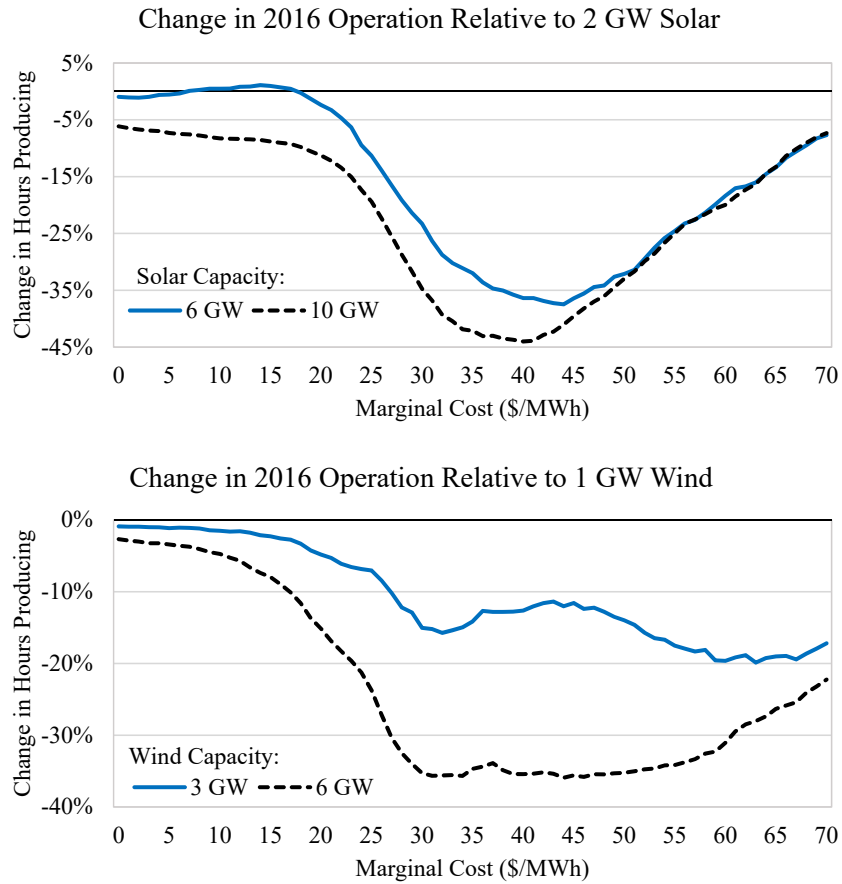 Change in 2016 Operation Relative to 2 GW Solar
Change in Hours Producing
5%
-5%
-15%
-25%
-35%
-45%
Solar Capacity:
6 GW 10 GW
0 5 10 15 20 25 30 35 40 45 50 55 60 65 70
Marginal Cost ($/MWh)
Change in 2016 Operation Relative to 1 GW Wind
Change in Hours Producing
0%
-10%
-20%
-30%
-40%
Wind Capacity:
3 GW 6 GW
0 5 10 15 20 25 30 35 40 45 50 55 60 65 70
Marginal Cost ($/MWh)